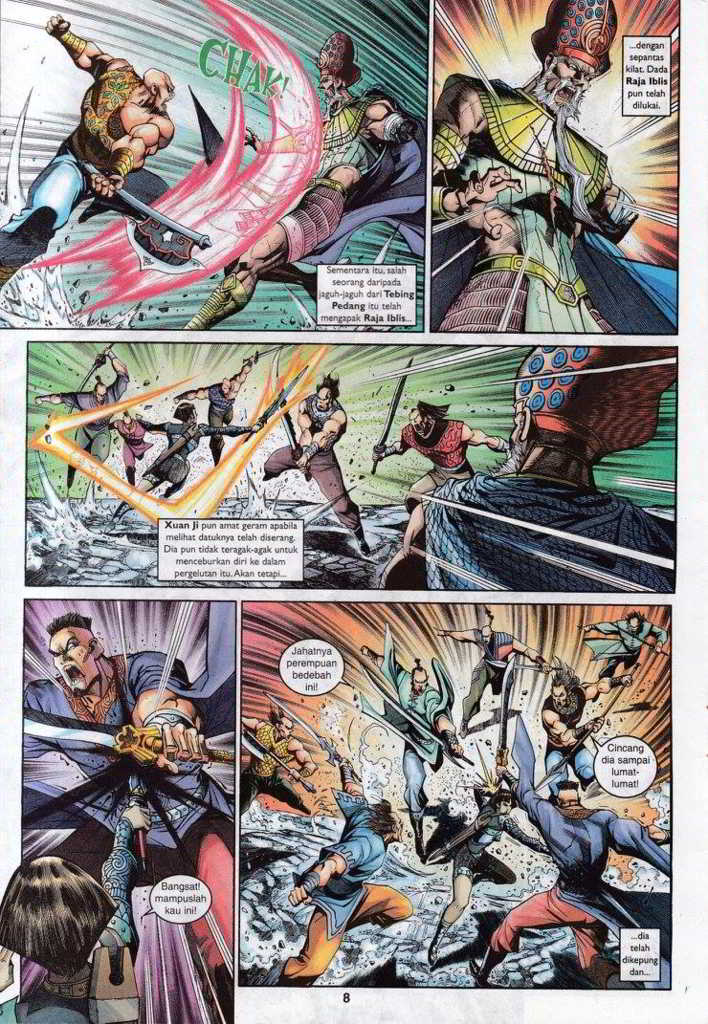 CHAK!
Sementara itu, salah
seorang daripada
jaguh-jaguh dari Tebing
Pedang itu telah
mengapak Raja Iblis...
...dengan
sepantas
kilat. Dada
Raja Iblis
pun telah
dilukai.
Xuan Ji pun amat geram apabila
melihat datuknya telah diserang.
Dia pun tidak teragak-agak untuk
menceburkan diri ke dalam
pergelutan itu. Akan tetapi...
Bangsat!
mampuslah
kau ini!
Jahatnya
perempuan
bedebah
ini!
Cincang
dia sampai
lumat-
lumat!
...dia
telah
dikepung
dan...
8